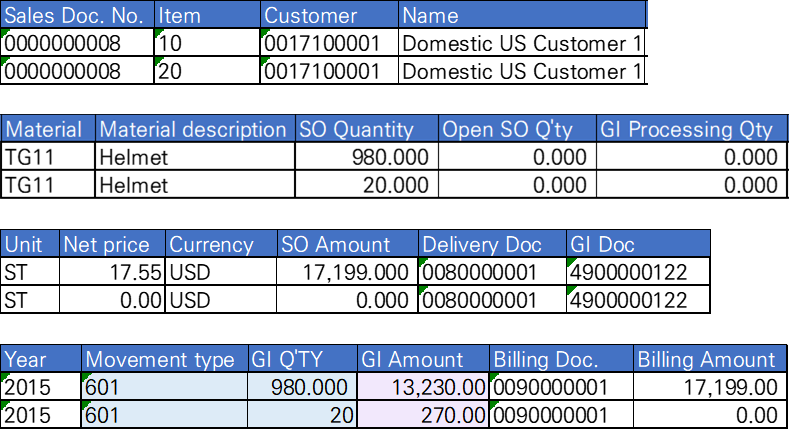 Sales Doc. No. Item Customer Name
0000000008 10 0017100001 Domestic US Customer 1
0000000008 20 0017100001 Domestic US Customer 1
Material Material description SO Quantity Open SO Q'ty GI Processing Qty
TG11 Helmet 980.000 0.000 0.000
TG11 Helmet 20.000 0.000 0.000
Unit Net price Currency SO Amount Delivery Doc GI Doc
ST 17.55 USD 17,199.000 0080000001 4900000122
ST 0.00 USD 0.000 0080000001 4900000122
Year Movement type GI Q'TY GI Amount Billing Doc. Billing Amount
2015 601 980.000 13,230.00 0090000001 17,199.00
2015 601 20 270.00 0090000001 0.00